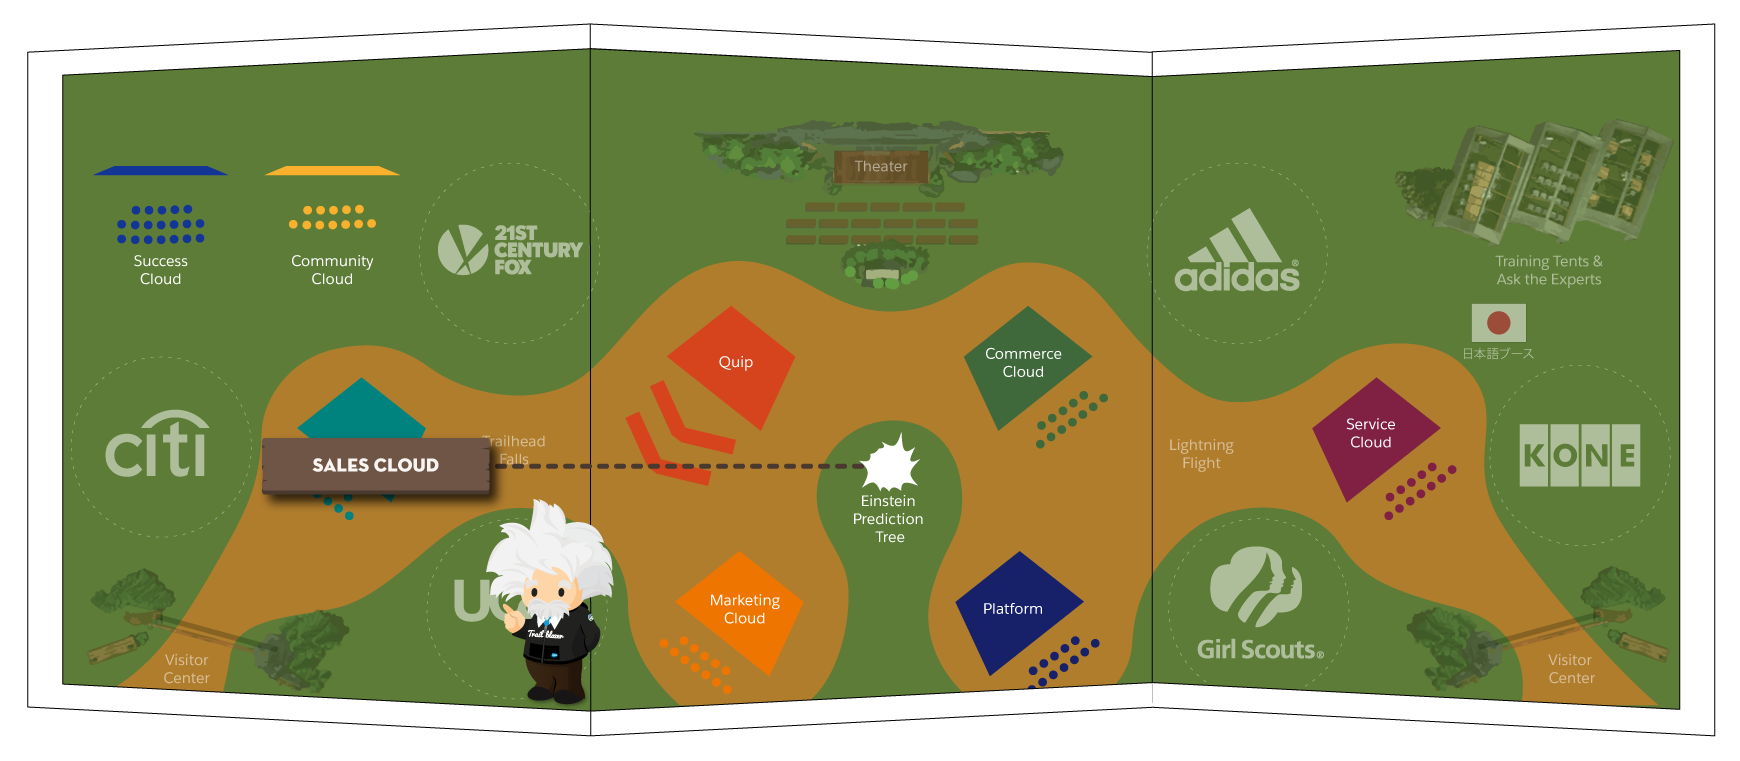 Success
Cloud
Community
Cloud
21ST
CENTURY
FOX
Theater
adidas®
Training Tents &
Ask the Experts
日本語ブース
citi
SALES CLOUD
Trailhead
Falls
Quip
Commerce
Cloud
Einstein
Prediction
Tree
Lightning
Flight
Service
Cloud
KONE
Trail blazer
Marketing
Cloud
Platform
Girl Scouts®
Visitor
Center
Visitor
Center